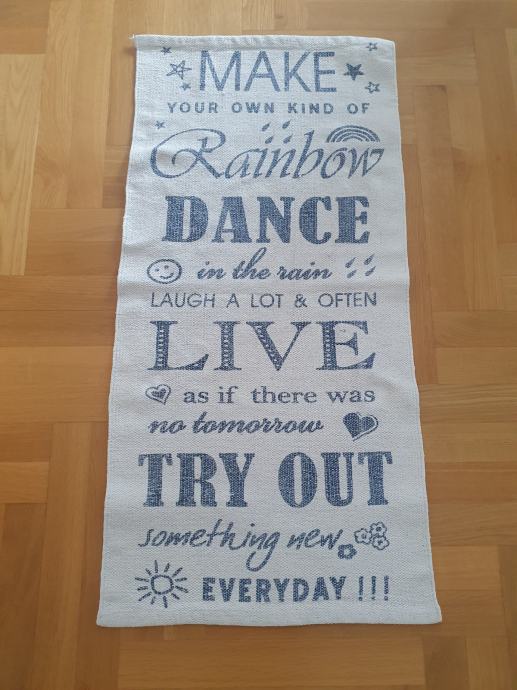 MAKE
YOUR OWN KIND OF
Rainbow
DANCE
in the rain
LAUGH A LOT & OFTEN
LIVE
as if there was
no tomorrow
TRY OUT
something new
EVERYDAY !!!